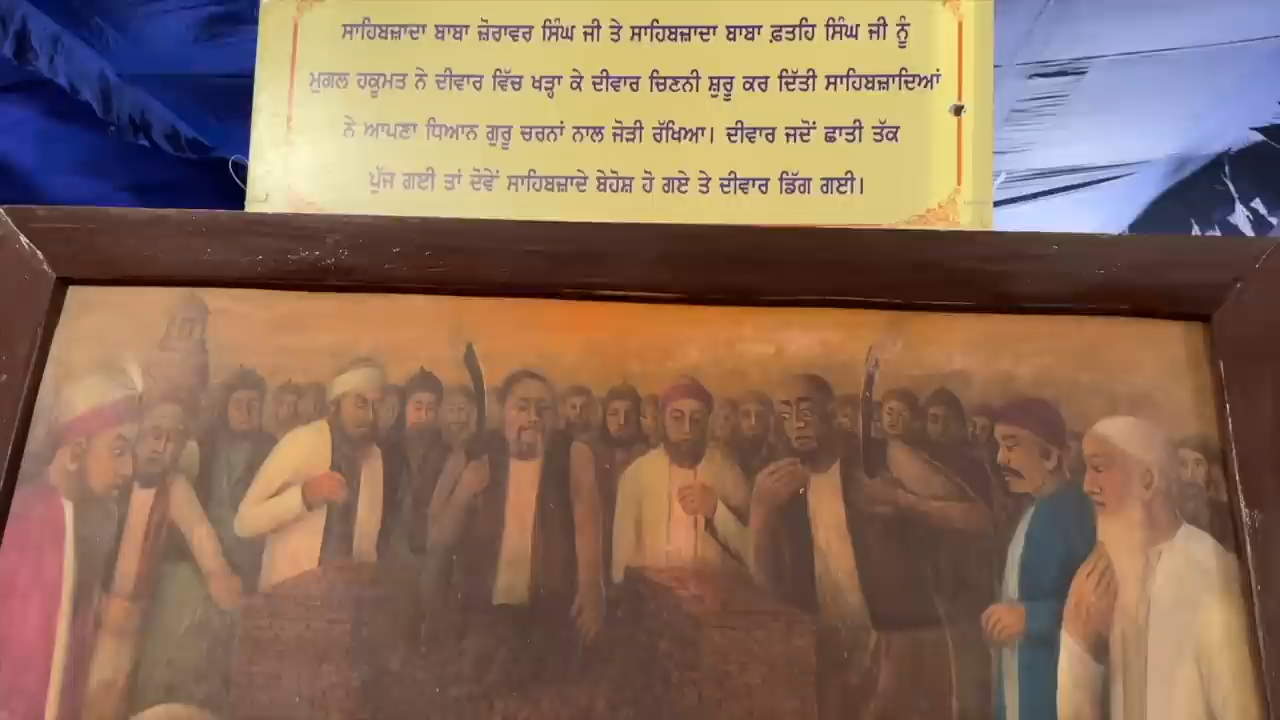 ਸਾਹਿਬਜ਼ਾਦਾ ਬਾਬਾ ਜ਼ੋਰਾਵਰ ਸਿੰਘ ਜੀ ਤੇ ਸਾਹਿਬਜ਼ਾਦਾ ਬਾਬਾ ਫ਼ਤਹਿ ਸਿੰਘ ਜੀ ਨੂੰ
ਮੁਗਲ ਹਕੂਮਤ ਨੇ ਦੀਵਾਰ ਵਿੱਚ ਖੜ੍ਹਾ ਕੇ ਦੀਵਾਰ ਚਿਣਨੀ ਸ਼ੁਰੂ ਕਰ ਦਿੱਤੀ ਸਾਹਿਬਜ਼ਾਦਿਆਂ
ਨੇ ਆਪਣਾ ਧਿਆਨ ਗੁਰੂ ਚਰਨਾਂ ਨਾਲ ਜੋੜੀ ਰੱਖਿਆ। ਦੀਵਾਰ ਜਦੋਂ ਛਾਤੀ ਤੱਕ
ਪੁੱਜ ਗਈ ਤਾਂ ਦੋਵੇਂ ਸਾਹਿਬਜ਼ਾਦੇ ਬੇਹੋਸ਼ ਹੋ ਗਏ ਤੇ ਦੀਵਾਰ ਡਿੱਗ ਗਈ।